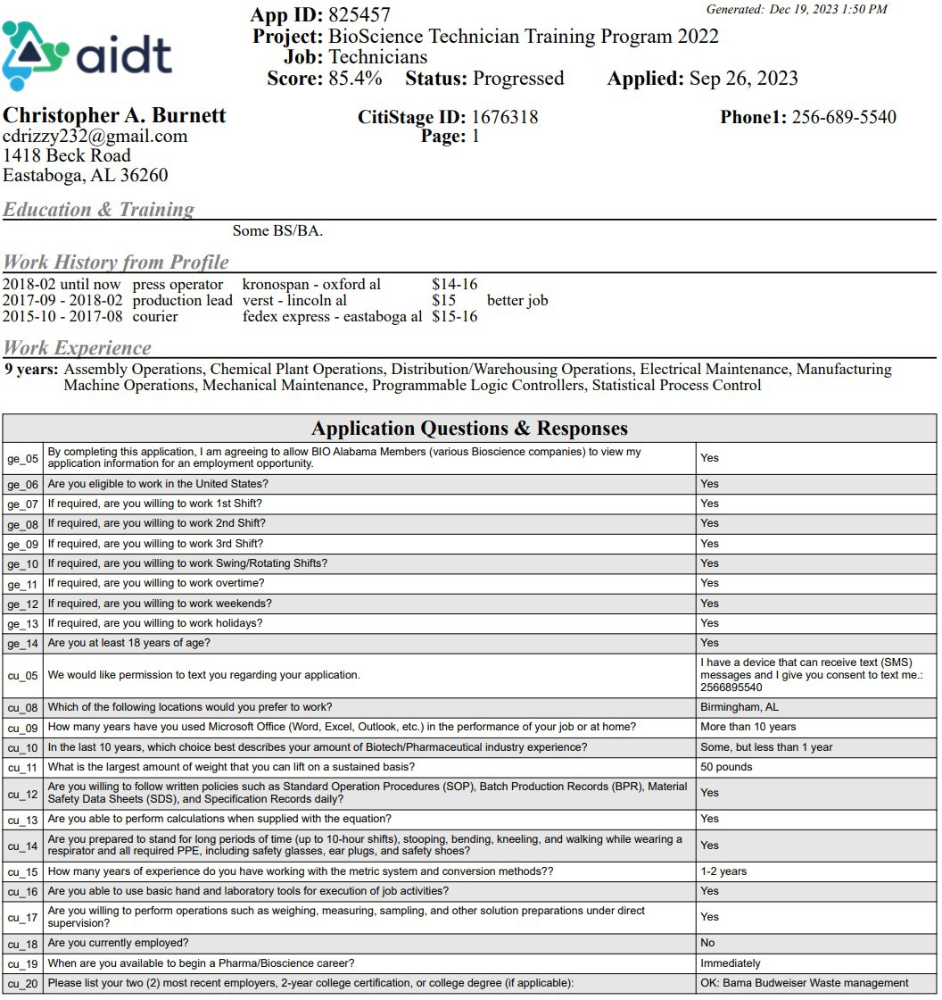 Generated: Dec 19, 2023 1:50 PM
aidt
App ID: 825457
Project: BioScience Technician Training Program 2022
Job: Technicians
Score: 85.4% Status: Progressed Applied: Sep 26, 2023
Christopher A. Burnett CitiStage ID: 1676318 Phone1: 256-689-5540
cdrizzy232@gmail.com Page: 1
1418 Beck Road
Eastaboga, AL 36260
Education & Training
Some BS/BA.
Work History from Profile
2018-02 until now press operator kronospan - oxford al $14-16
2017-09 - 2018-02 production lead verst - lincoln al $15 better job
2015-10 - 2017-08 courier fedex express - eastaboga al $15-16
Work Experience
9 years: Assembly Operations, Chemical Plant Operations, Distribution/Warehousing Operations, Electrical Maintenance, Manufacturing
Machine Operations, Mechanical Maintenance, Programmable Logic Controllers, Statistical Process Control
Application Questions & Responses
ge_05 By completing this application, I am agreeing to allow BIO Alabama Members (various Bioscience companies) to view my
application information for an employment opportunity. Yes
ge_06 Are you eligible to work in the United States? Yes
ge_07 If required, are you willing to work 1st Shift? Yes
ge_08 If required, are you willing to work 2nd Shift? Yes
ge_09 If required, are you willing to work 3rd Shift? Yes
ge_10 If required, are you willing to work Swing/Rotating Shifts? Yes
ge_11 If required, are you willing to work overtime? Yes
ge_12 If required, are you willing to work weekends? Yes
ge_13 If required, are you willing to work holidays? Yes
ge_14 Are you at least 18 years of age? Yes
cu_05 We would like permission to text you regarding your application. I have a device that can receive text (SMS)
messages and I give you consent to text me.:
2566895540
cu_08 Which of the following locations would you prefer to work? Birmingham, AL
cu_09 How many years have you used Microsoft Office (Word, Excel, Outlook, etc.) in the performance of your job or at home? More than 10 years
cu_10 In the last 10 years, which choice best describes your amount of Biotech/Pharmaceutical industry experience? Some, but less than 1 year
cu_11 What is the largest amount of weight that you can lift on a sustained basis? 50 pounds
cu_12 Are you willing to follow written policies such as Standard Operation Procedures (SOP), Batch Production Records (BPR), Material
Safety Data Sheets (SDS), and Specification Records daily? Yes
cu_13 Are you able to perform calculations when supplied with the equation? Yes
cu_14 Are you prepared to stand for long periods of time (up to 10-hour shifts), stooping, bending, kneeling, and walking while wearing a
respirator and all required PPE, including safety glasses, ear plugs, and safety shoes? Yes
cu_15 How many years of experience do you have working with the metric system and conversion methods?? 1-2 years
cu_16 Are you able to use basic hand and laboratory tools for execution of job activities? Yes
cu_17 Are you willing to perform operations such as weighing, measuring, sampling, and other solution preparations under direct
supervision? Yes
cu_18 Are you currently employed? No
cu_19 When are you available to begin a Pharma/Bioscience career? Immediately
cu_20 Please list your two (2) most recent employers, 2-year college certification, or college degree (if applicable): OK: Bama Budweiser Waste management